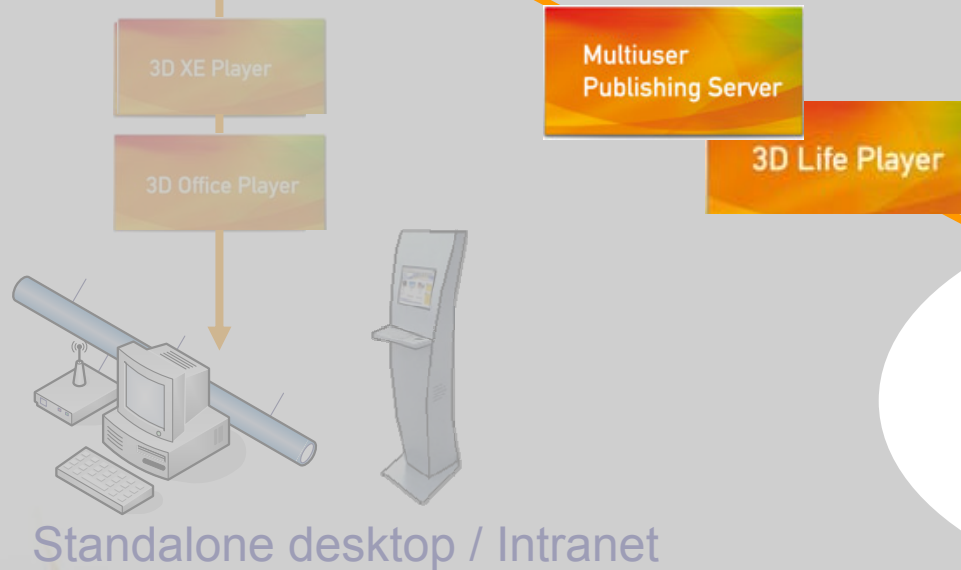 3D XE Player
3D Office Player
Multiuser
Publishing Server
3D Life Player
Standalone desktop / Intranet